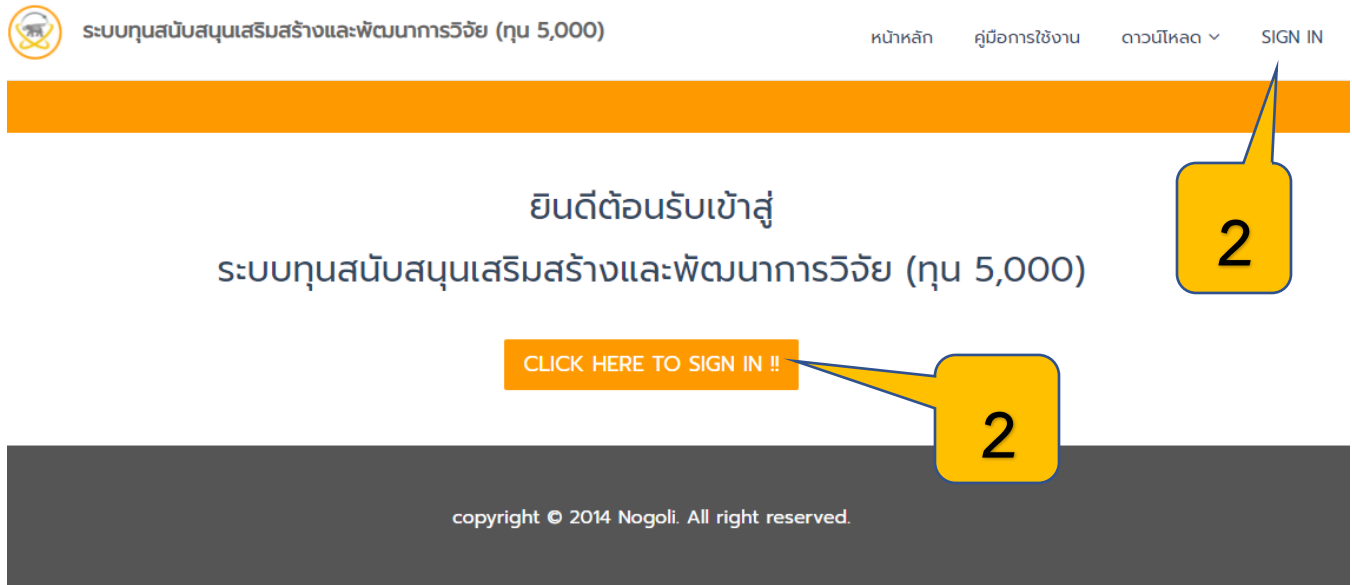 ระบบทุนสนับสนุนเสริมสร้างและพัฒนาการวิจัย (ทุน 5,000)
หน้าหลัก คู่มือการใช้งาน ดาวน์โหลด SIGN IN
2
ยินดีต้อนรับเข้าสู่
ระบบทุนสนับสนุนเสริมสร้างและพัฒนาการวิจัย (ทุน 5,000)
CLICK HERE TO SIGN IN !!
2
copyright © 2014 Nogoli. All right reserved.